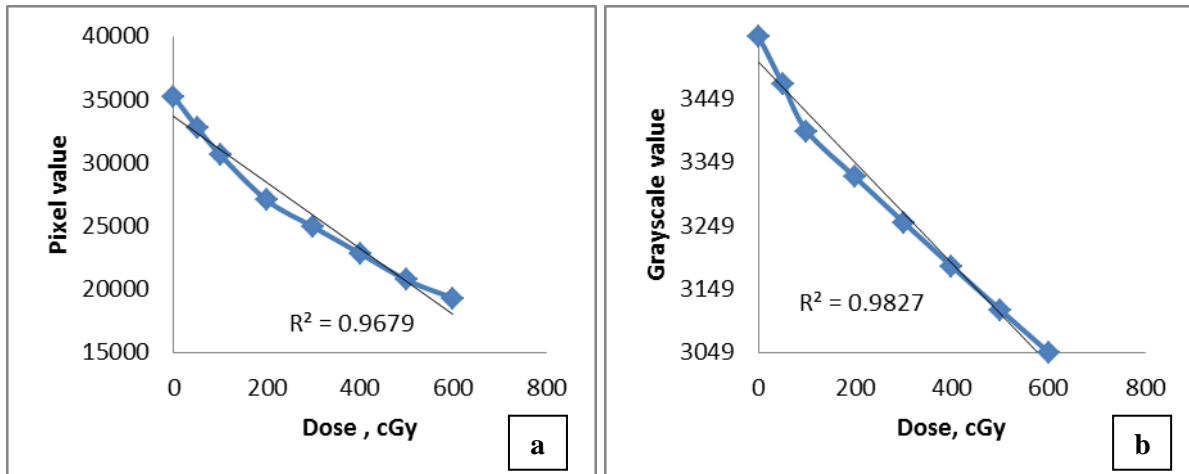 40000
35000
30000
25000
20000
15000
Pixel value
R² = 0.9679
0 200 400 600 800
Dose , cGy
a
3449
3349
3249
3149
3049
Grayscale value
R² = 0.9827
0 200 400 600 800
Dose, cGy
b